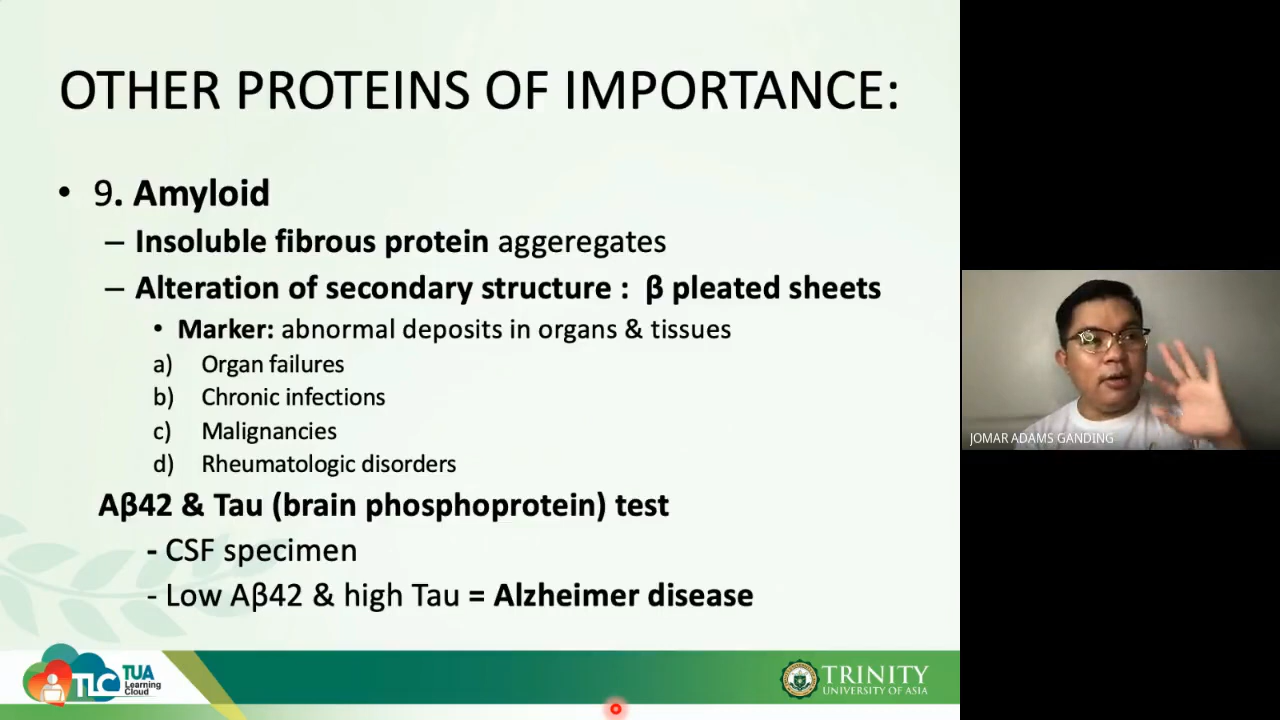 OTHER PROTEINS OF IMPORTANCE:
• 9. Amyloid
– Insoluble fibrous protein aggeregates
– Alteration of secondary structure : β pleated sheets
• Marker: abnormal deposits in organs & tissues
a) Organ failures
b) Chronic infections
c) Malignancies
d) Rheumatologic disorders
Aβ42 & Tau (brain phosphoprotein) test
- CSF specimen
- Low Aβ42 & high Tau = Alzheimer disease
JOMAR ADAMS GANDING
TLC TUA
Learning
Cloud
TRINITY
UNIVERSITY OF ASIA